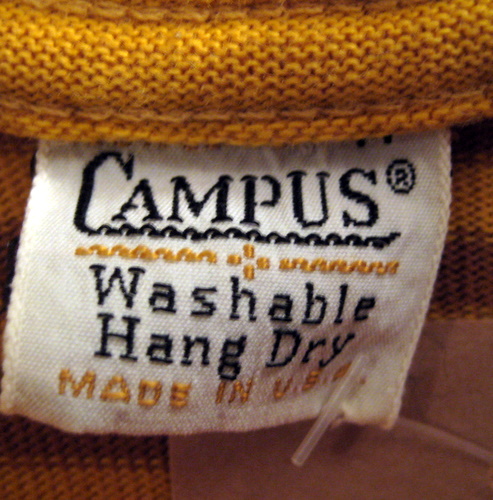 CAMPUS®
Washable
Hang Dry
MADE IN U.S.A.